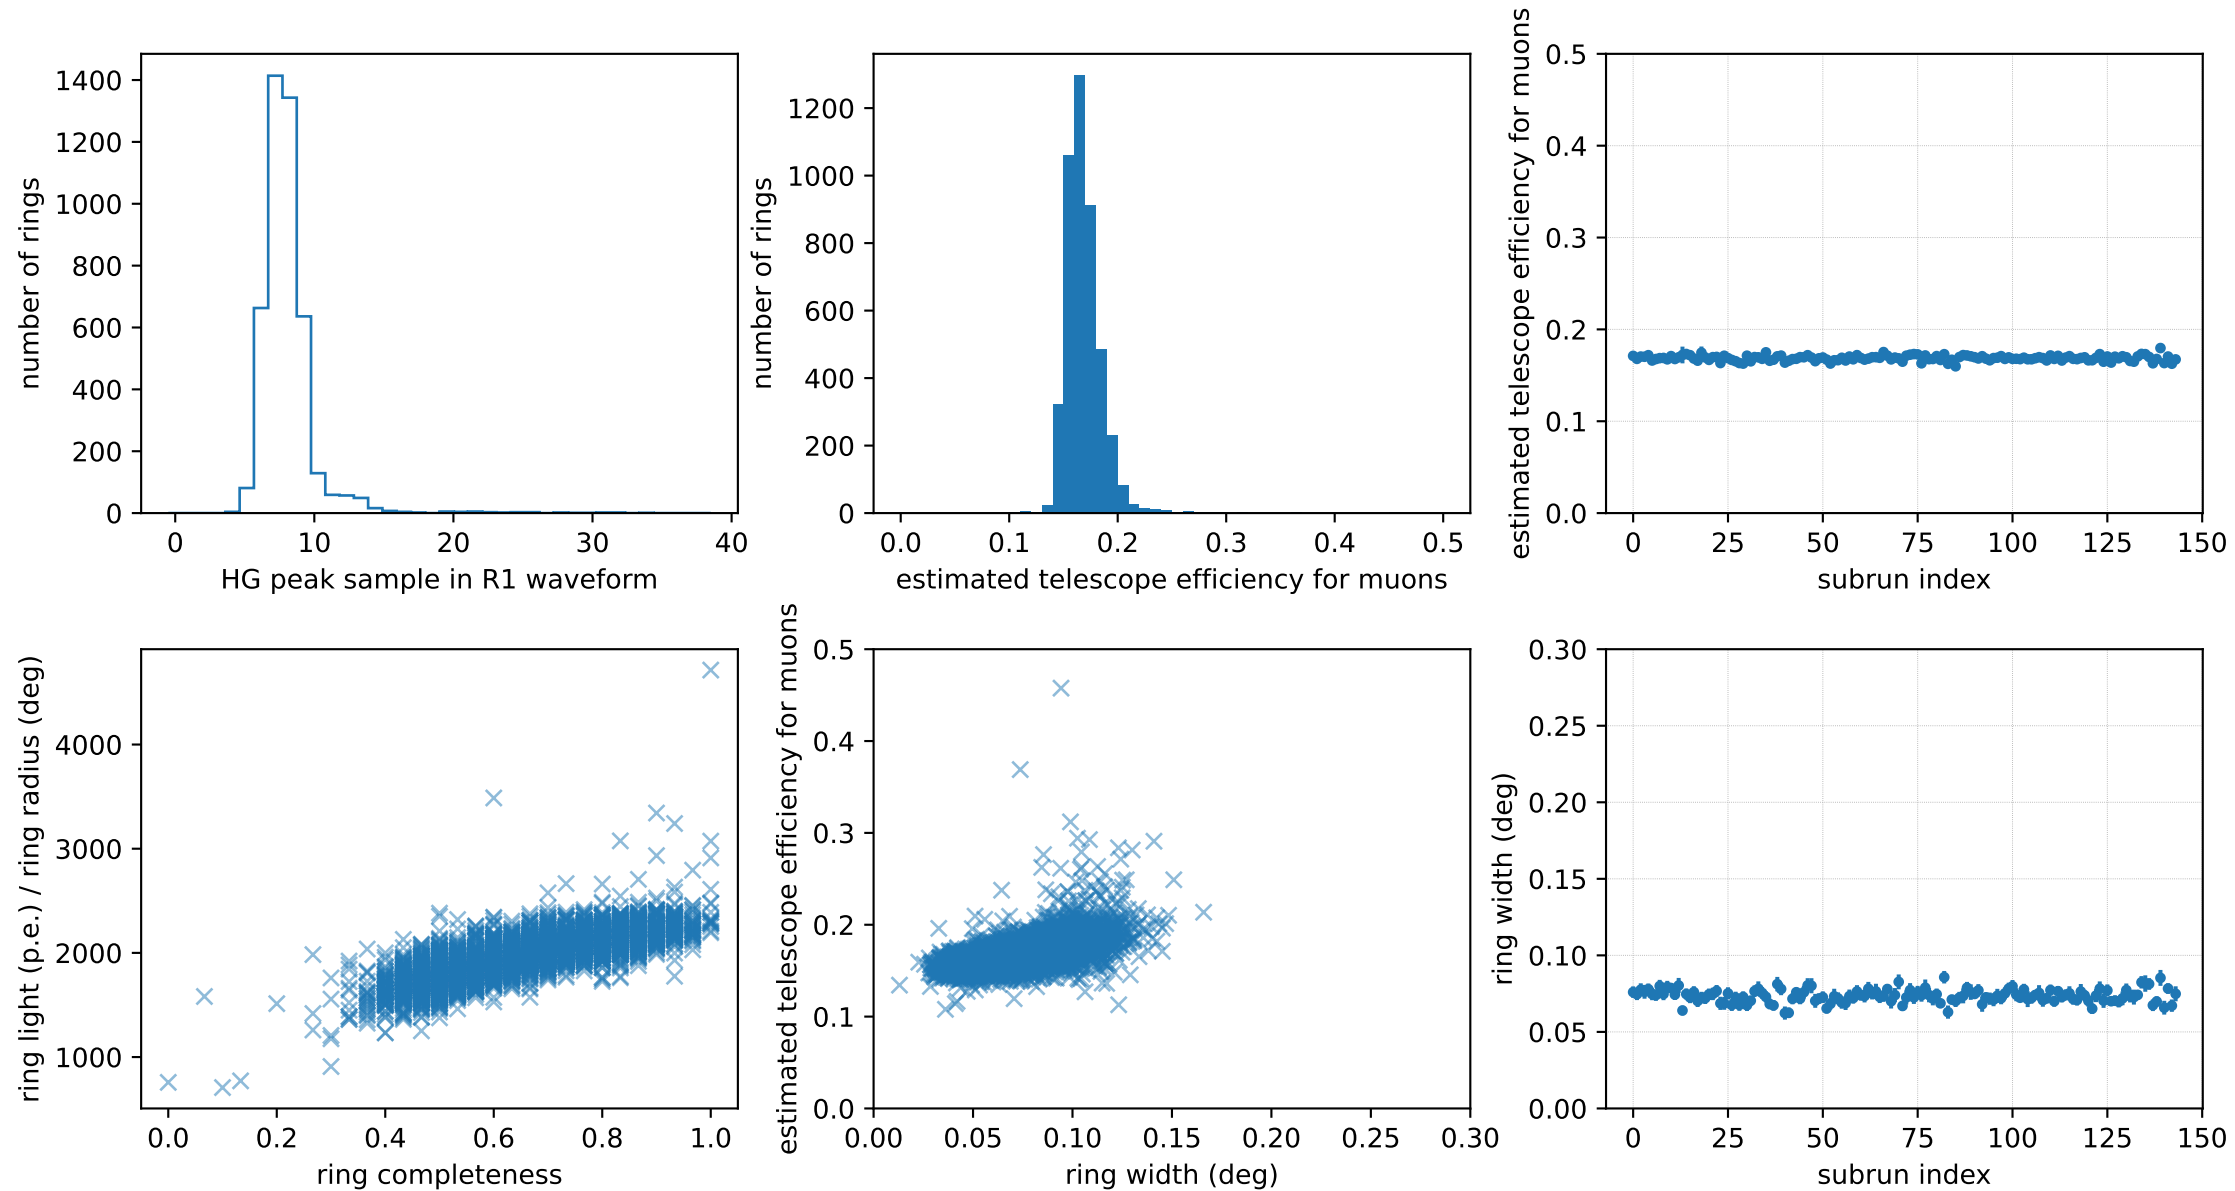 1400
1200
1000
800
600
400
200
0
number of rings
0 10 20 30 40
HG peak sample in R1 waveform
1200
1000
800
600
400
200
0
number of rings
0.0 0.1 0.2 0.3 0.4 0.5
estimated telescope efficiency for muons
0.5
0.4
0.3
0.2
0.1
0.0
estimated telescope efficiency for muons
0 25 50 75 100 125 150
subrun index
4000
3000
2000
1000
ring light (p.e.) / ring radius (deg)
0.0 0.2 0.4 0.6 0.8 1.0
ring completeness
0.5
0.4
0.3
0.2
0.1
0.0
estimated telescope efficiency for muons
0.00 0.05 0.10 0.15 0.20 0.25 0.30
ring width (deg)
0.30
0.25
0.20
0.15
0.10
0.05
0.00
ring width (deg)
0 25 50 75 100 125 150
subrun index